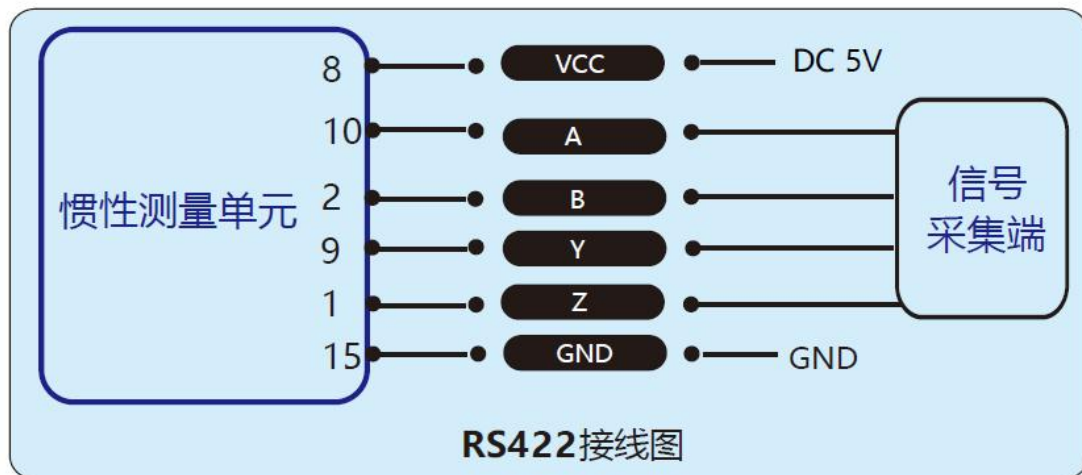 8 VCC DC 5V
10 A
2 B
9 Y
1 Z
15 GND GND
惯性测量单元
信号
采集端
RS422接线图